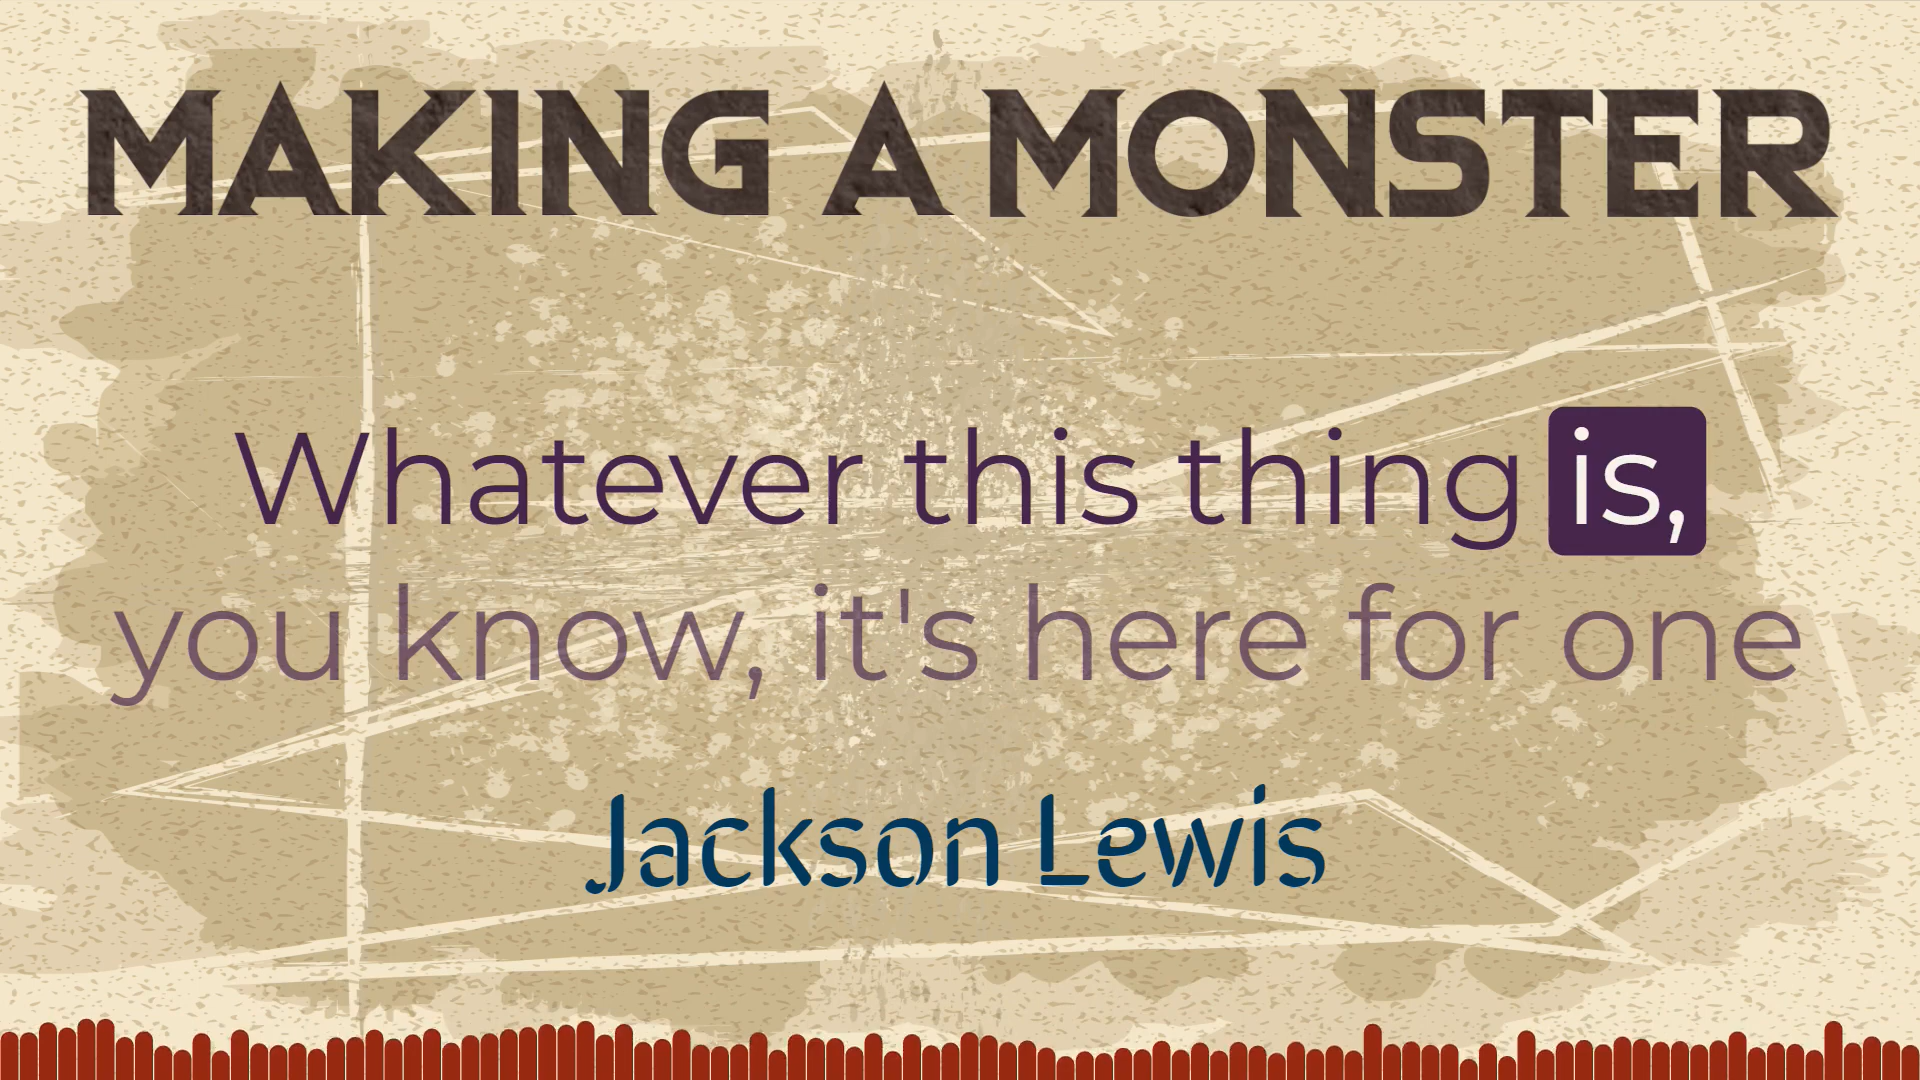 MAKING A MONSTER
Whatever this thing is,
you know, it's here for one
Jackson Lewis